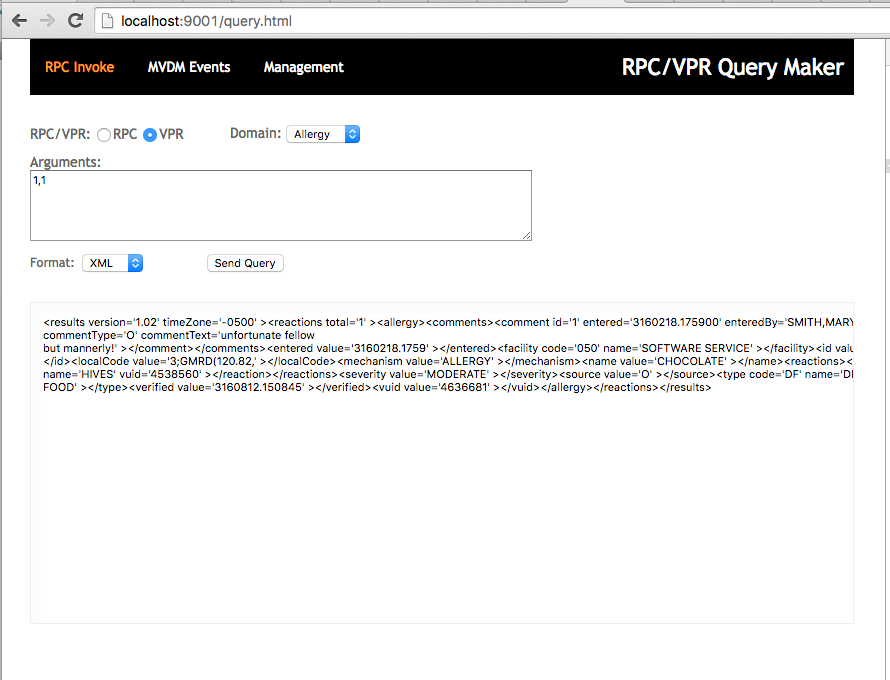 localhost:9001/query.html
RPC Invoke MVDM Events Management RPC/VPR Query Maker
RPC/VPR: RPC VPR Domain: Allergy
Arguments:
1,1
Format: XML Send Query
<results version='1.02' timeZone='-0500' ><reactions total='1' ><allergy><comments><comment id='1' entered='3160218.175900' enteredBy='SMITH,MARY
commentType='O' commentText='unfortunate fellow
but mannerly!' ></comment></comments><entered value='3160218.1759' ></entered><facility code='050' name='SOFTWARE SERVICE' ></facility><id valu
</id><localCode value='3;GMRD(120.82,' ></localCode><mechanism value='ALLERGY' ></mechanism><name value='CHOCOLATE' ></name><reactions><
name='HIVES' vuid='4538560' ></reaction></reactions><severity value='MODERATE' ></severity><source value='O' ></source><type code='DF' name='DI
FOOD' ></type><verified value='3160812.150845' ></verified><vuid value='4636681' ></vuid></allergy></reactions></results>